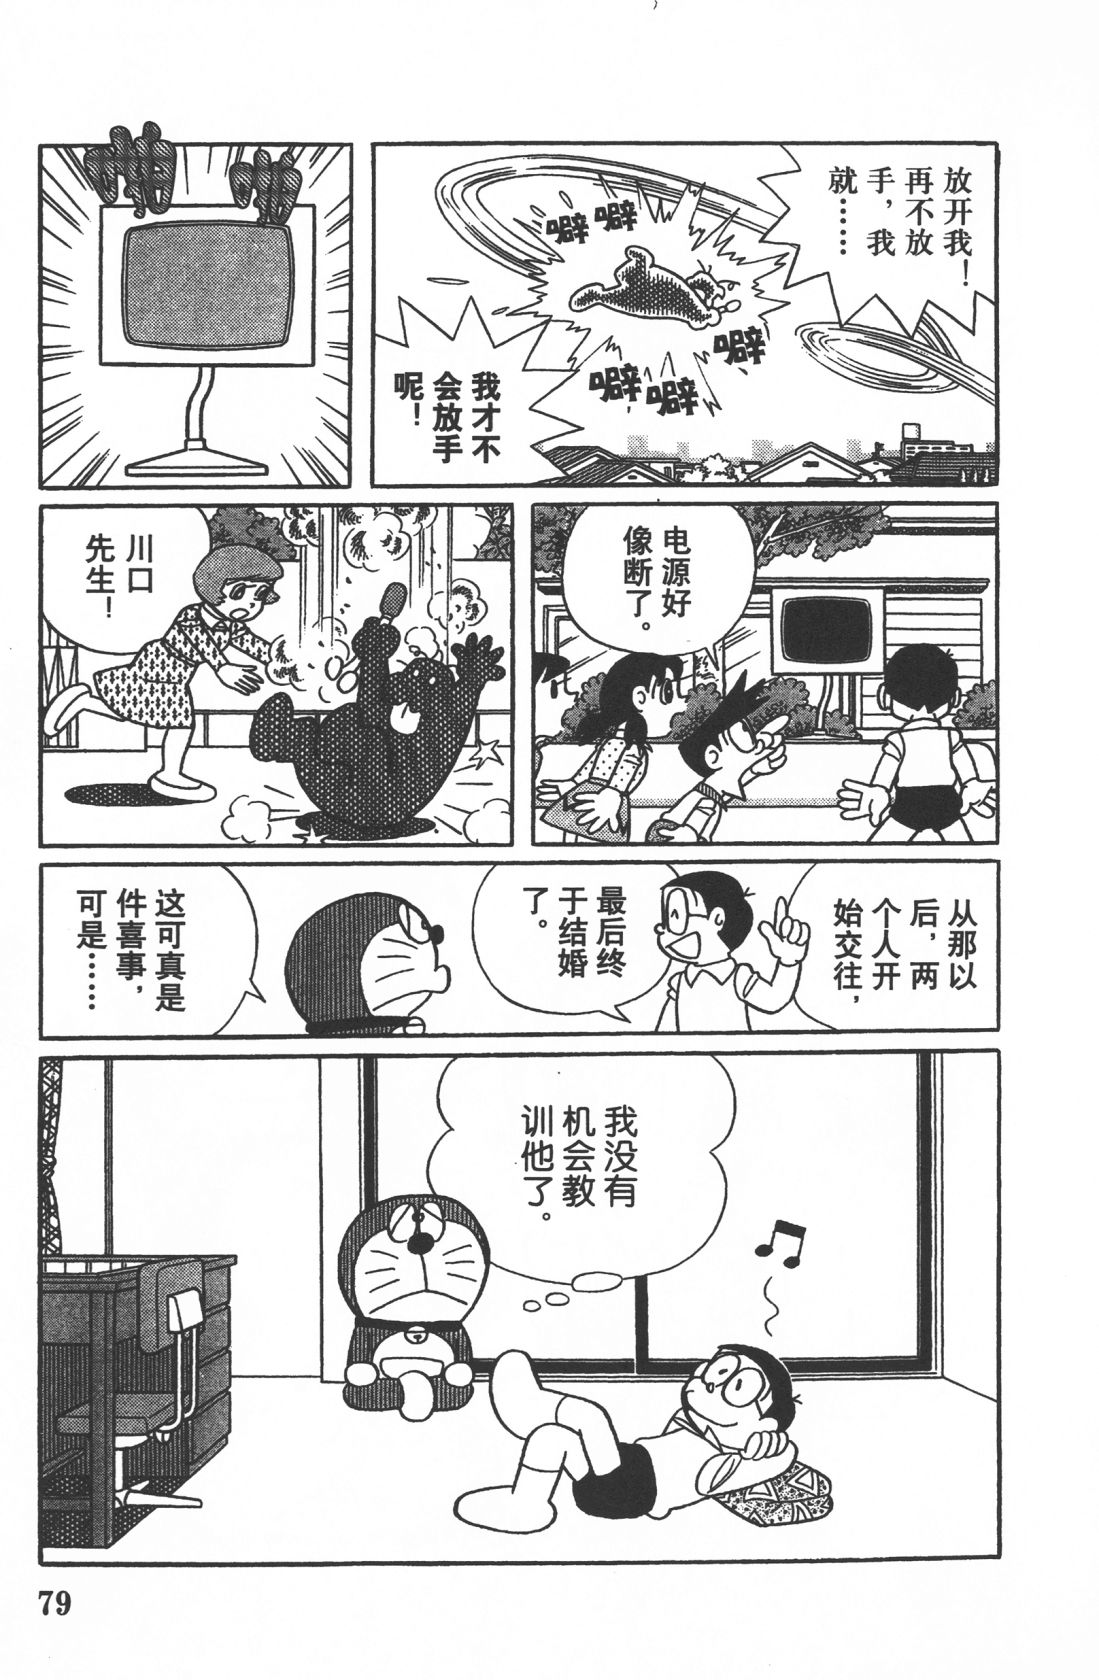 放开我！
再不放
手，我
就……
噼噼
噼
噼噼
我才不
会放手
呢！
啪
啪
电源好
像断了。
川口
先生！
从那以
后，两
个人开
始交往，
最后终
于结婚
了。
这可真是
件喜事，
可是……
我没有
机会教
训他了。
79